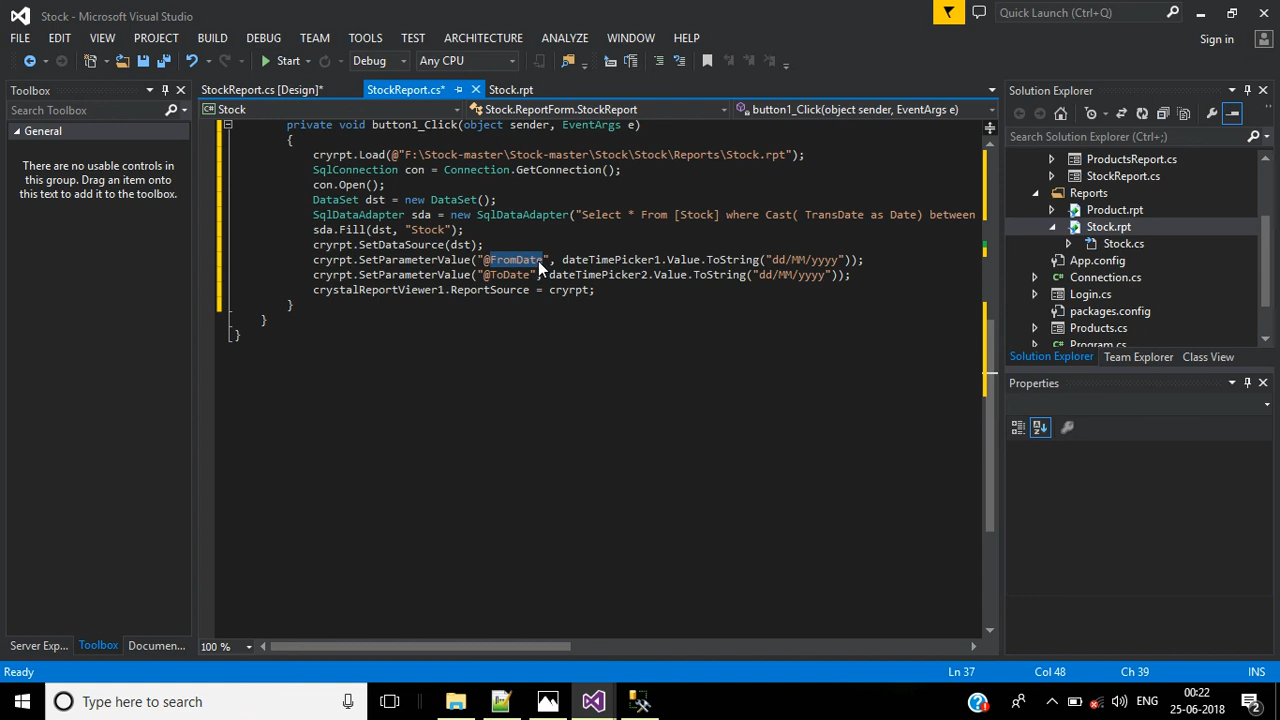 Stock - Microsoft Visual Studio
Quick Launch (Ctrl+Q)
FILE EDIT VIEW PROJECT BUILD DEBUG TEAM TOOLS TEST ARCHITECTURE ANALYZE WINDOW HELP
Sign in
Start Debug Any CPU
Toolbox
Search Toolbox
General
There are no usable controls in
this group. Drag an item onto
this text to add it to the toolbox.
StockReport.cs [Design]* StockReport.cs* Stock.rpt
Stock Stock.ReportForm.StockReport button1_Click(object sender, EventArgs e)
private void button1_Click(object sender, EventArgs e)
{
cryrpt.Load(@"F:\Stock-master\Stock-master\Stock\Stock\Reports\Stock.rpt");
SqlConnection con = Connection.GetConnection();
con.Open();
DataSet dst = new DataSet();
SqlDataAdapter sda = new SqlDataAdapter("Select * From [Stock] where Cast( TransDate as Date) between
sda.Fill(dst, "Stock");
cryrpt.SetDataSource(dst);
cryrpt.SetParameterValue("@FromDate", dateTimePicker1.Value.ToString("dd/MM/yyyy"));
cryrpt.SetParameterValue("@ToDate", dateTimePicker2.Value.ToString("dd/MM/yyyy"));
crystalReportViewer1.ReportSource = cryrpt;
}
}
}
100 %
Solution Explorer
Search Solution Explorer (Ctrl+;)
ProductsReport.cs
StockReport.cs
Reports
Product.rpt
Stock.rpt
Stock.cs
App.config
Connection.cs
Login.cs
packages.config
Products.cs
Program.cs
Solution Explorer Team Explorer Class View
Properties
Server Exp... Toolbox Documen...
Ready Ln 37 Col 48 Ch 39 INS
Type here to search
ENG
00:22
25-06-2018
2